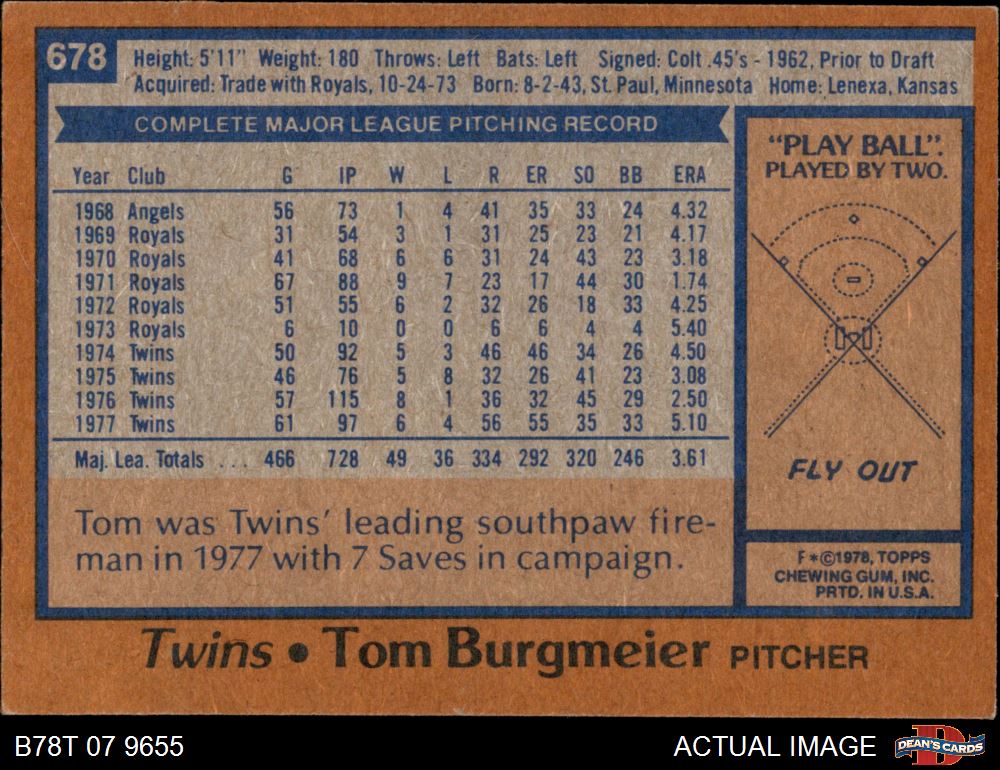 678
Height: 5'11" Weight: 180 Throws: Left Bats: Left Signed: Colt .45's - 1962, Prior to Draft
Acquired: Trade with Royals, 10-24-73 Born: 8-2-43, St. Paul, Minnesota Home: Lenexa, Kansas
COMPLETE MAJOR LEAGUE PITCHING RECORD
Year Club G IP W L R ER SO BB ERA
1968 Angels 56 73 1 4 41 35 33 24 4.32
1969 Royals 31 54 3 1 31 25 23 21 4.17
1970 Royals 41 68 6 6 31 24 43 23 3.18
1971 Royals 67 88 9 7 23 17 44 30 1.74
1972 Royals 51 55 6 2 32 26 18 33 4.25
1973 Royals 6 10 0 0 6 6 4 4 5.40
1974 Twins 50 92 5 3 46 46 34 26 4.50
1975 Twins 46 76 5 8 32 26 41 23 3.08
1976 Twins 57 115 8 1 36 32 45 29 2.50
1977 Twins 61 97 6 4 56 55 35 33 5.10
Maj. Lea. Totals ... 466 728 49 36 334 292 320 246 3.61
Tom was Twins' leading southpaw fire-
man in 1977 with 7 Saves in campaign.
"PLAY BALL".
PLAYED BY TWO.
FLY OUT
F*©1978, TOPPS
CHEWING GUM, INC.
PRTD. IN U.S.A.
Twins • Tom Burgmeier PITCHER
B78T 07 9655
ACTUAL IMAGE
D
DEAN'S CARDS